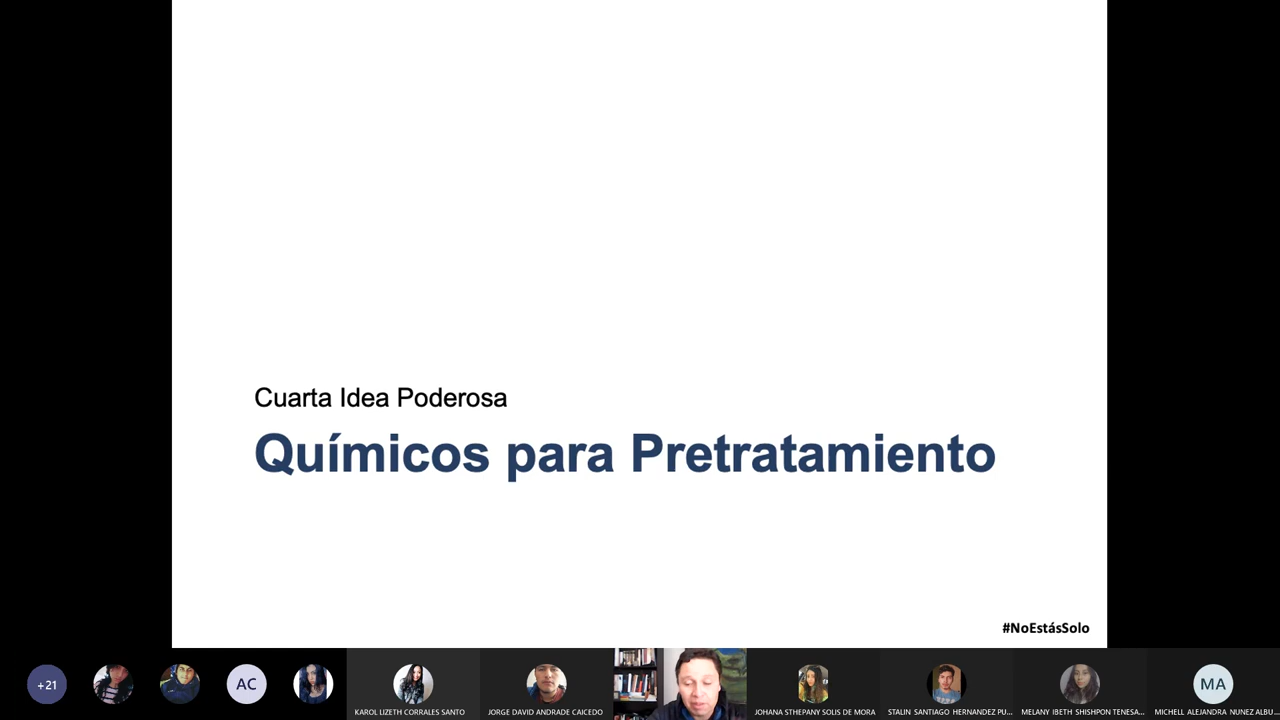 Cuarta Idea Poderosa
Químicos para Pretratamiento
#NoEstásSolo
+21
AC
KAROL LIZETH CORRALES SANTO
JORGE DAVID ANDRADE CAICEDO
JOHANA STHEPANY SOLIS DE MORA
STALIN SANTIAGO HERNANDEZ PU...
MELANY IBETH SHISHPON TENESA...
MA
MICHELL ALEJANDRA NUNEZ ALBU